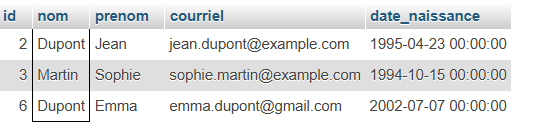 id nom prenom courriel date_naissance
2 Dupont Jean jean.dupont@example.com 1995-04-23 00:00:00
3 Martin Sophie sophie.martin@example.com 1994-10-15 00:00:00
6 Dupont Emma emma.dupont@gmail.com 2002-07-07 00:00:00